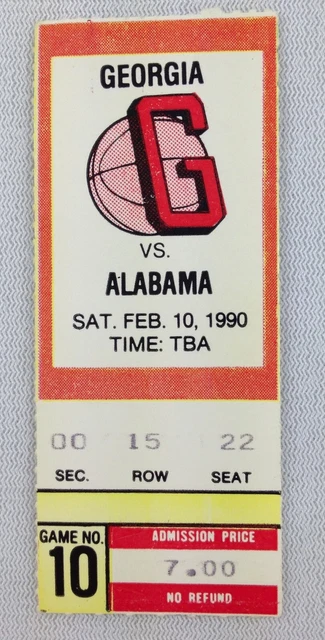 GEORGIA
G
VS.
ALABAMA
SAT. FEB. 10, 1990
TIME: TBA
00 15 22
SEC. ROW SEAT
GAME NO.
10
ADMISSION PRICE
7.00
NO REFUND